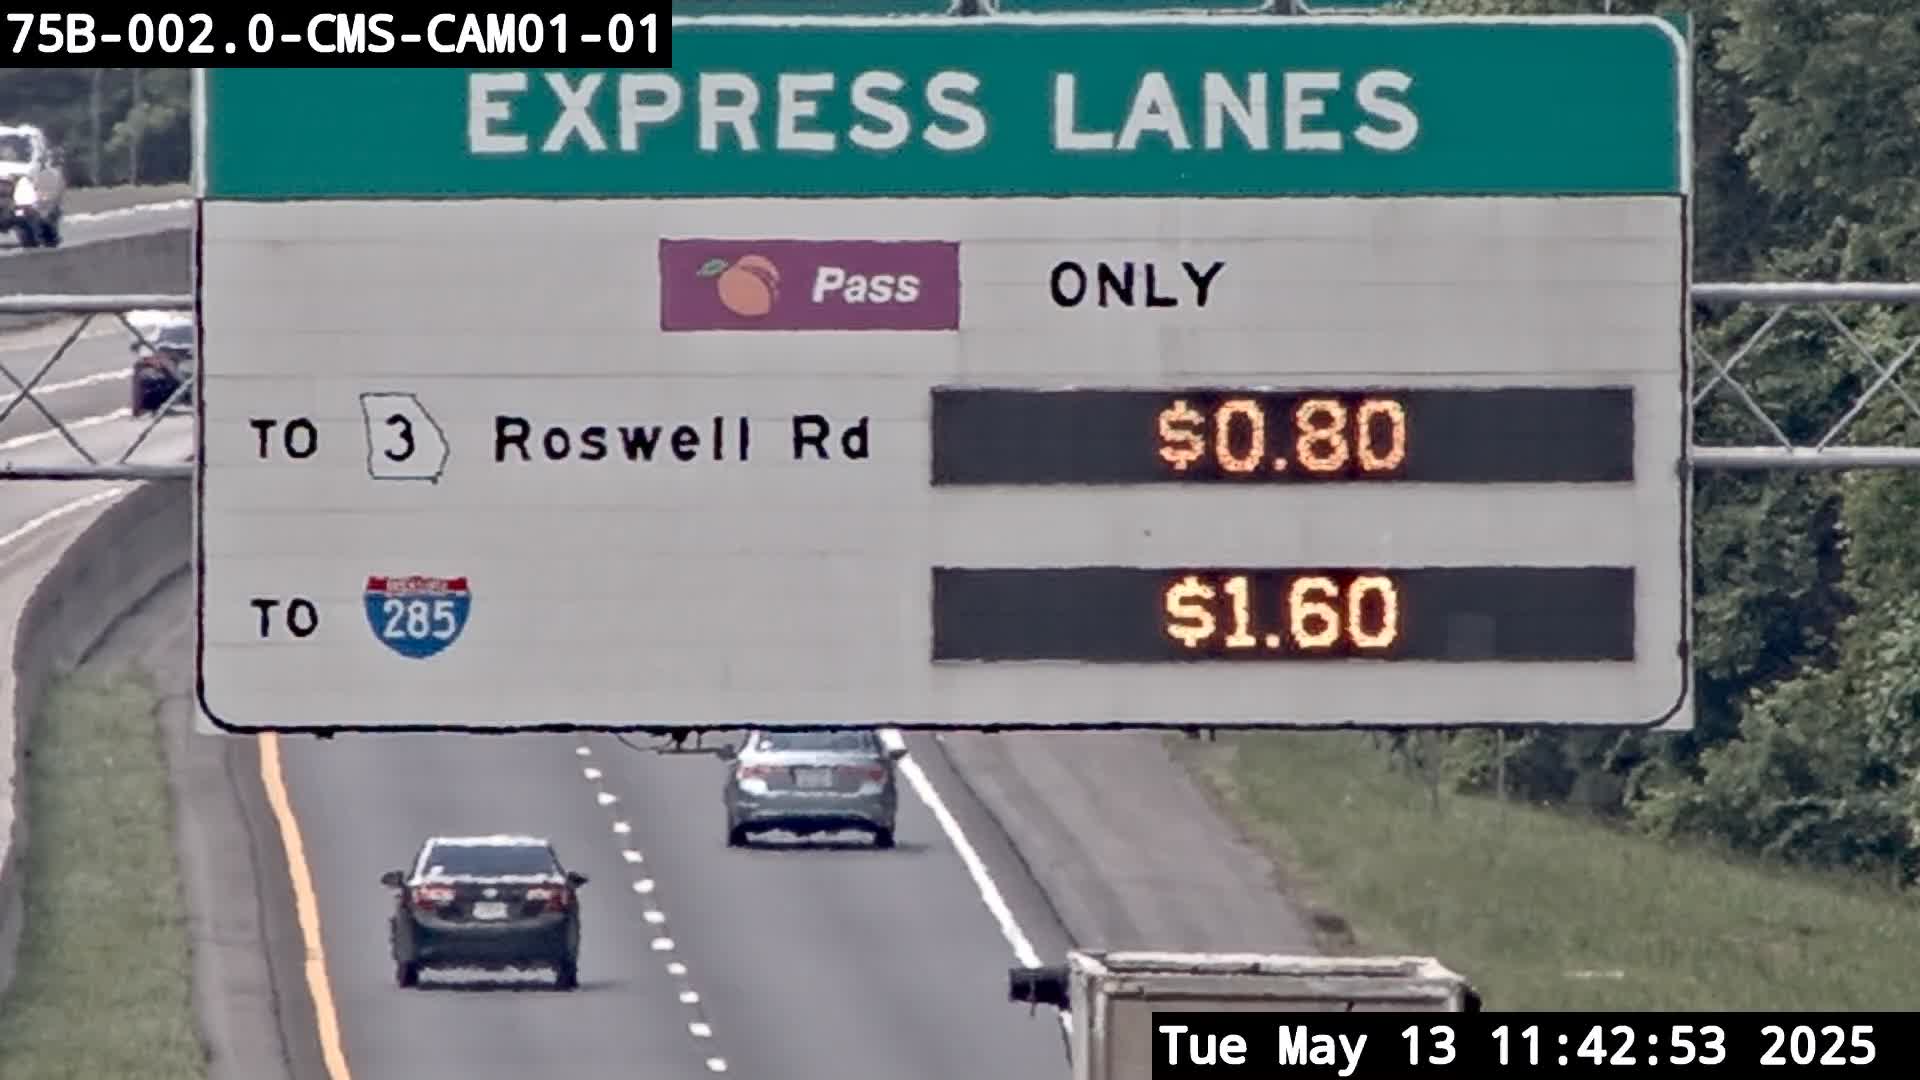 75B-002.0-CMS-CAM01-01
EXPRESS LANES
Pass ONLY
TO 3 Roswell Rd $0.80
TO 285 $1.60
Tue May 13 11:42:53 2025